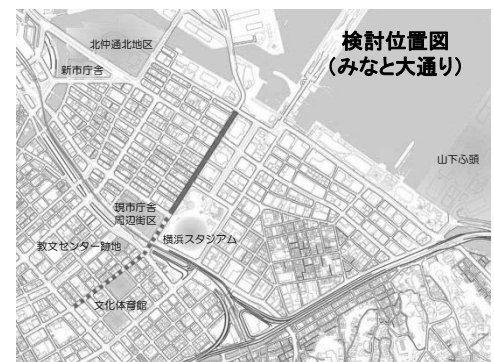 検討位置図
（みなと大通り）
北仲通北地区
新市庁舎
山下ふ頭
現市庁舎
周辺街区
横浜スタジアム
教文センター跡地
文化体育館